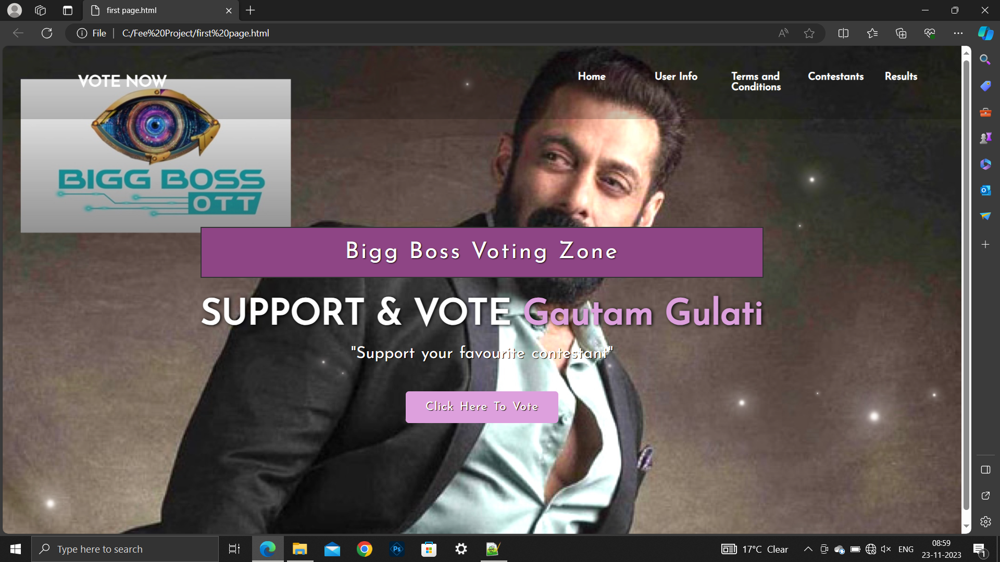 first page.html
File
C:/Fee%20Project/first%20page.html
VOTE NOW
Home
User Info
Terms and
Conditions
Contestants
Results
BIGG BOSS
OTT
Bigg Boss Voting Zone
SUPPORT & VOTE Gautam Gulati
"Support your favourite contestant"
Click Here To Vote
Type here to search
Ps
17°C Clear
ENG
08:59
23-11-2023
1